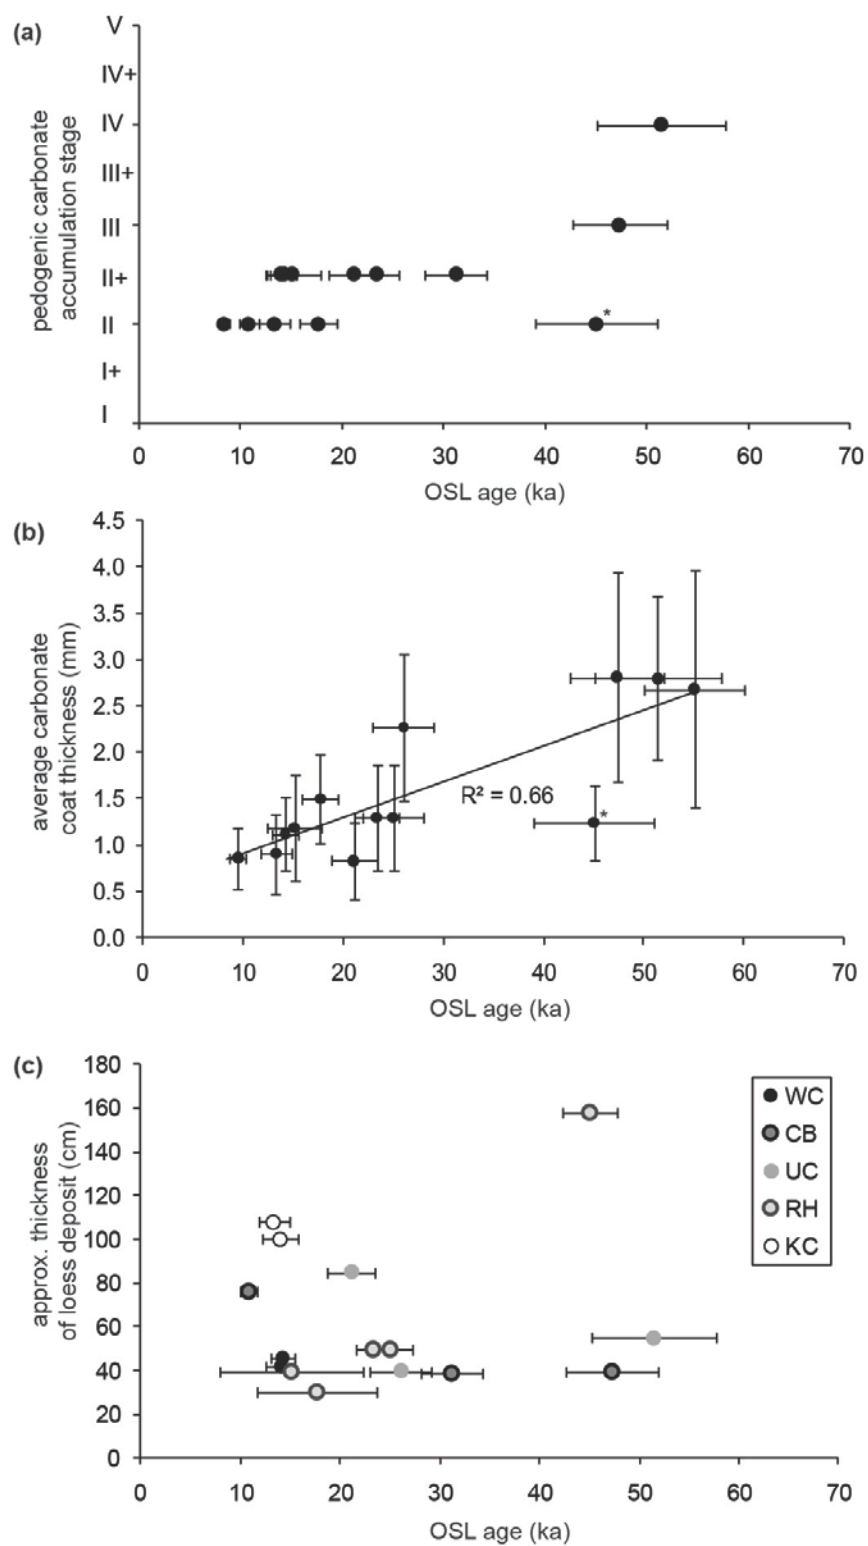 (a)
pedogenic carbonate
accumulation stage
V
IV+
IV
III+
III
II+
II
I+
I
*
0 10 20 30 40 50 60 70
OSL age (ka)
(b)
average carbonate
coat thickness (mm)
4.5
4.0
3.5
3.0
2.5
2.0
1.5
1.0
0.5
0.0
R² = 0.66
*
0 10 20 30 40 50 60 70
OSL age (ka)
(c)
approx. thickness
of loess deposit (cm)
180
160
140
120
100
80
60
40
20
0
WC
CB
UC
RH
KC
0 10 20 30 40 50 60 70
OSL age (ka)